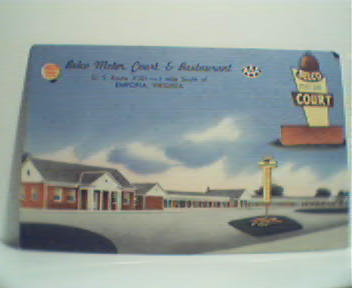 Belco Motor Court & Restaurant
U. S. Route #301 — 1 mile South of
EMPORIA, VIRGINIA
BELCO
COURT